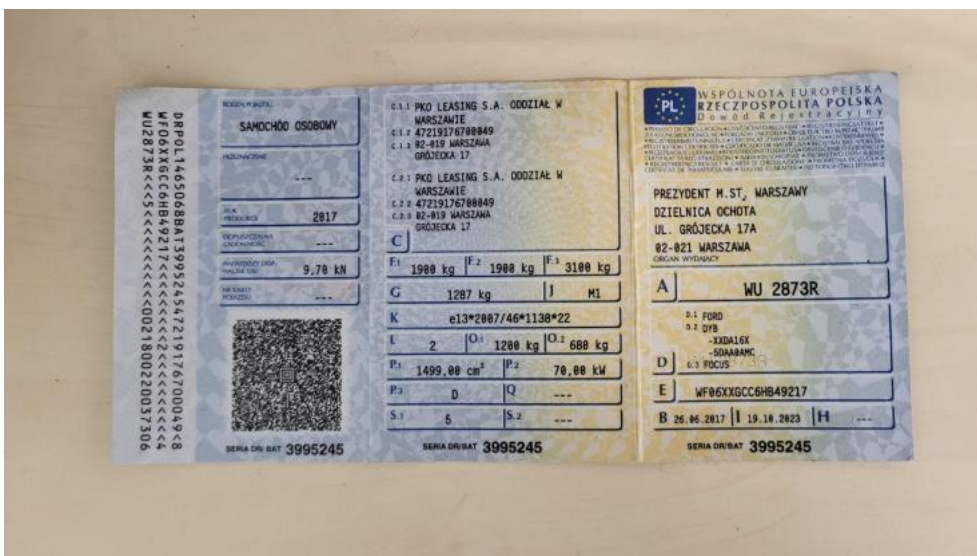 DRPOL1465068BAT3995245472191767000049<8
WF06XXGCC6HB49217<<<<<<2<<<<<<<<<<<<<<4
WU2873R<<5<<<<<<<<<0021800220037306
RODZAJ POJAZDU
SAMOCHÓD OSOBOWY
PRZEZNACZENIE
---
ROK PRODUKCJI 2017
DOPUSZCZALNA ŁADOWNOŚĆ ---
NAJWIĘKSZY DOP. NACISK OSI 9,70 kN
NR KARTY POJAZDU ---
SERIA DR/BAT 3995245
C.1.1 PKO LEASING S.A. ODDZIAŁ W
WARSZAWIE
C.1.2 47219176700049
C.1.3 02-019 WARSZAWA
GRÓJECKA 17
C.2.1 PKO LEASING S.A. ODDZIAŁ W
WARSZAWIE
C.2.2 47219176700049
C.2.3 02-019 WARSZAWA
GRÓJECKA 17
C
F.1 1900 kg F.2 1900 kg F.3 3100 kg
G 1287 kg J M1
K e13*2007/46*1138*22
L 2 O.1 1200 kg O.2 680 kg
P.1 1499,00 cm³ P.2 70,00 kW
P.3 D Q ---
S.1 5 S.2 ---
SERIA DR/BAT 3995245
PL
WSPÓLNOTA EUROPEJSKA
RZECZPOSPOLITA POLSKA
Dowód Rejestracyjny
PREZYDENT M.ST. WARSZAWY
DZIELNICA OCHOTA
UL. GRÓJECKA 17A
02-021 WARSZAWA
ORGAN WYDAJĄCY
A WU 2873R
D.1 FORD
D.2 DYB
-XXDA16X
-5DAA0AMC
D D.3 FOCUS
E WF06XXGCC6HB49217
B 26.06.2017 I 19.10.2023 H ---
SERIA DR/BAT 3995245